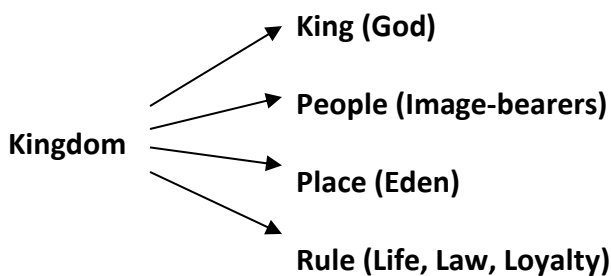 King (God)
People (Image-bearers)
Kingdom
Place (Eden)
Rule (Life, Law, Loyalty)